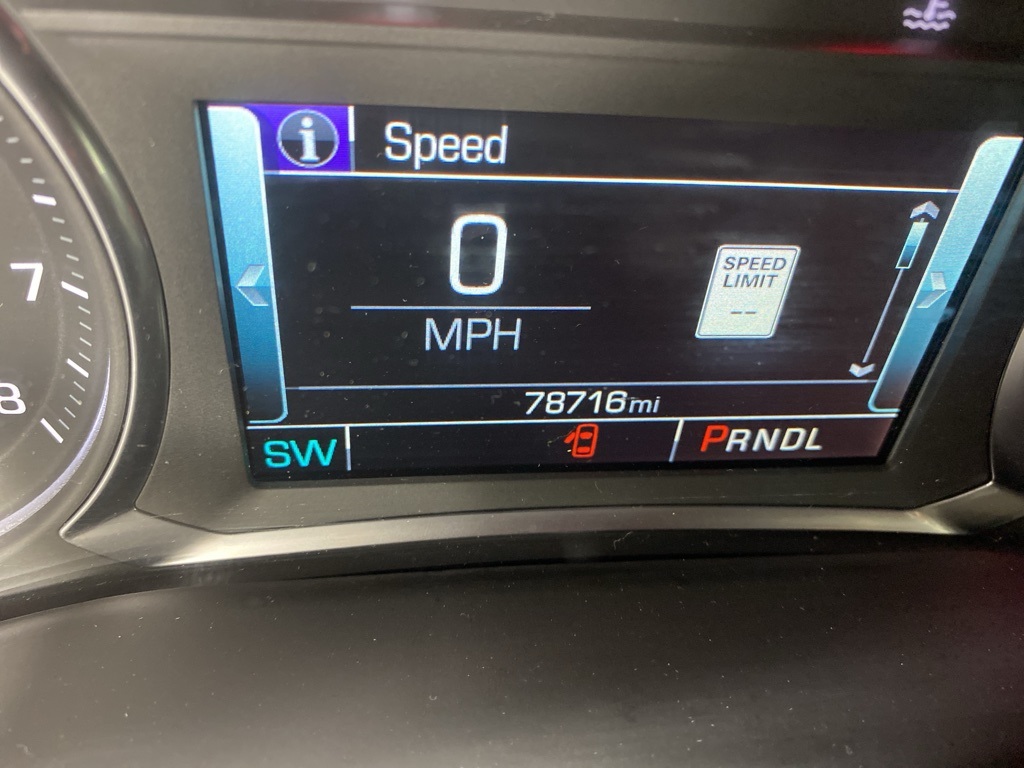 Speed
0
MPH
SPEED
LIMIT
--
7
8
78716mi
SW
PRNDL